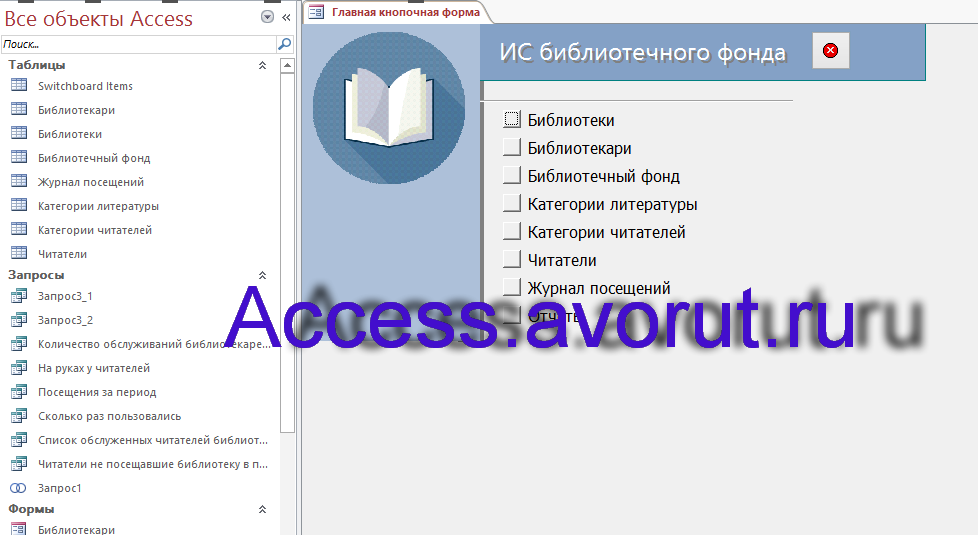 Все объекты Access
Поиск...
Таблицы
Switchboard Items
Библиотекари
Библиотеки
Библиотечный фонд
Журнал посещений
Категории литературы
Категории читателей
Читатели
Запросы
Запрос3_1
Запрос3_2
Количество обслуживаний библиотекаре...
На руках у читателей
Посещения за период
Сколько раз пользовались
Список обслуженных читателей библиот...
Читатели не посещавшие библиотеку в п...
Запрос1
Формы
Библиотекари
Главная кнопочная форма
ИС библиотечного фонда
Библиотеки
Библиотекари
Библиотечный фонд
Категории литературы
Категории читателей
Читатели
Журнал посещений
Отчеты
Access.avorut.ru